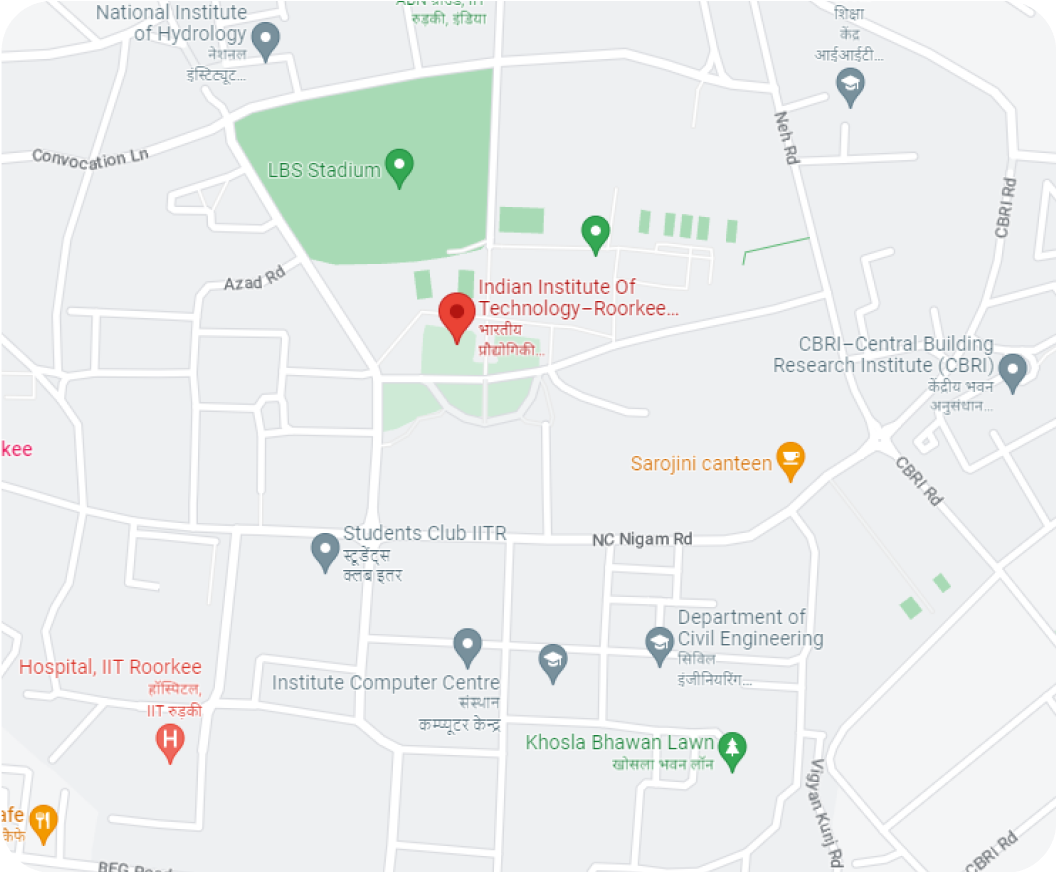 ABN ग्राउंड, IIT
रुड़की, इंडिया
National Institute
of Hydrology
नेशनल
इंस्टिट्यूट...
शिक्षा
केंद्र
आईआईटी...
Convocation Ln
Neh Rd
LBS Stadium
CBRI Rd
Azad Rd
Indian Institute Of
Technology–Roorkee...
भारतीय
प्रौद्योगिकी...
CBRI–Central Building
Research Institute (CBRI)
केंद्रीय भवन
अनुसंधान...
kee
Sarojini canteen
CBRI Rd
Students Club IITR
स्टूडेंट्स
क्लब इतर
NC Nigam Rd
Department of
Civil Engineering
सिविल
इंजीनियरिंग...
Hospital, IIT Roorkee
हॉस्पिटल,
IIT रुड़की
H
Institute Computer Centre
संस्थान
कम्प्यूटर केन्द्र
Khosla Bhawan Lawn
खोसला भवन लॉन
Vigyan Kunj Rd
afe
कैफे
CBRI Rd
BEG Road